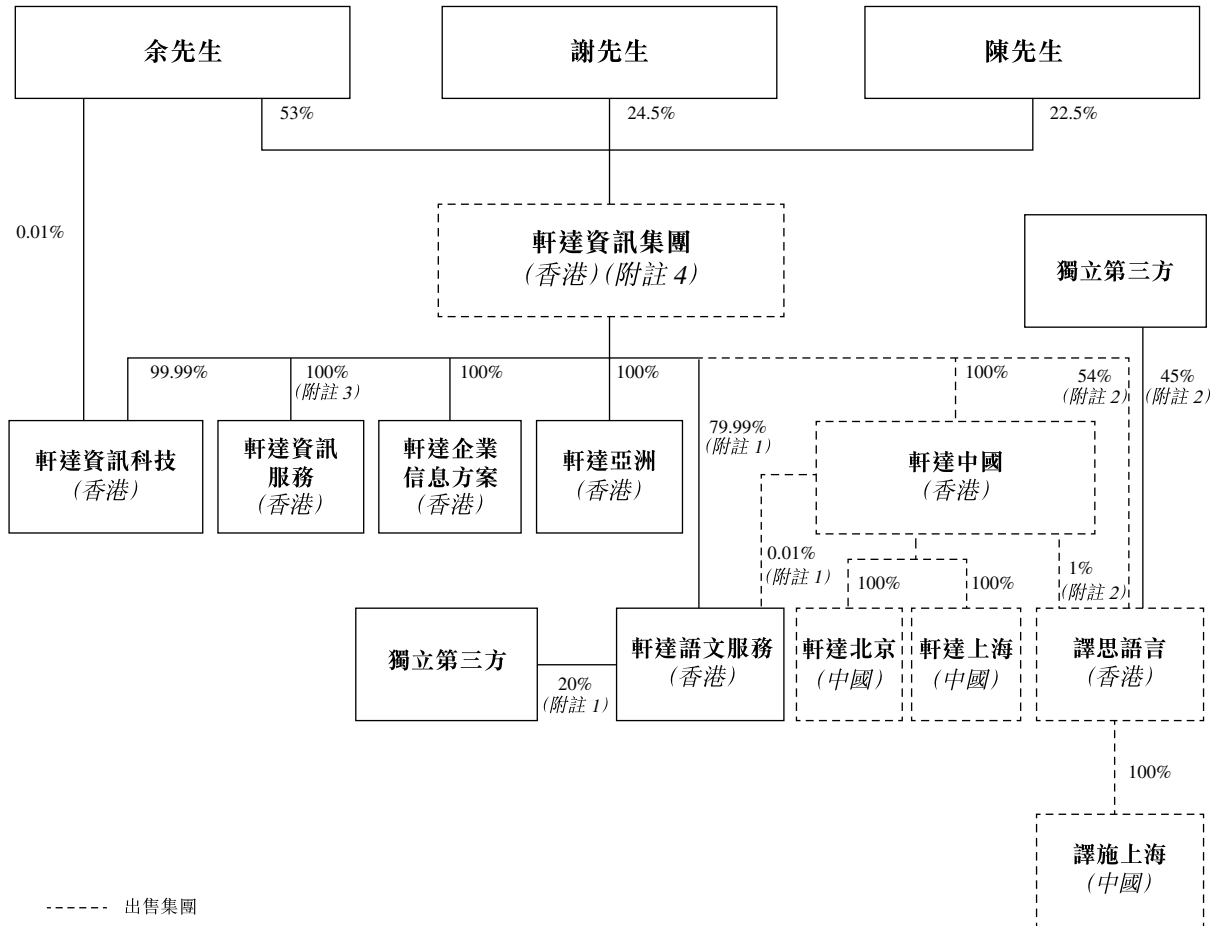 余先生
謝先生
陳先生
53%
24.5%
22.5%
0.01%
軒達資訊集團
(香港)(附註 4)
獨立第三方
99.99%
100%
(附註 3)
100%
100%
79.99%
(附註 1)
100%
54%
(附註 2)
45%
(附註 2)
軒達資訊科技
(香港)
軒達資訊
服務
(香港)
軒達企業
信息方案
(香港)
軒達亞洲
(香港)
軒達中國
(香港)
0.01%
(附註 1)
100%
100%
1%
(附註 2)
獨立第三方
20%
(附註 1)
軒達語文服務
(香港)
軒達北京
(中國)
軒達上海
(中國)
譯思語言
(香港)
100%
譯施上海
(中國)
出售集團